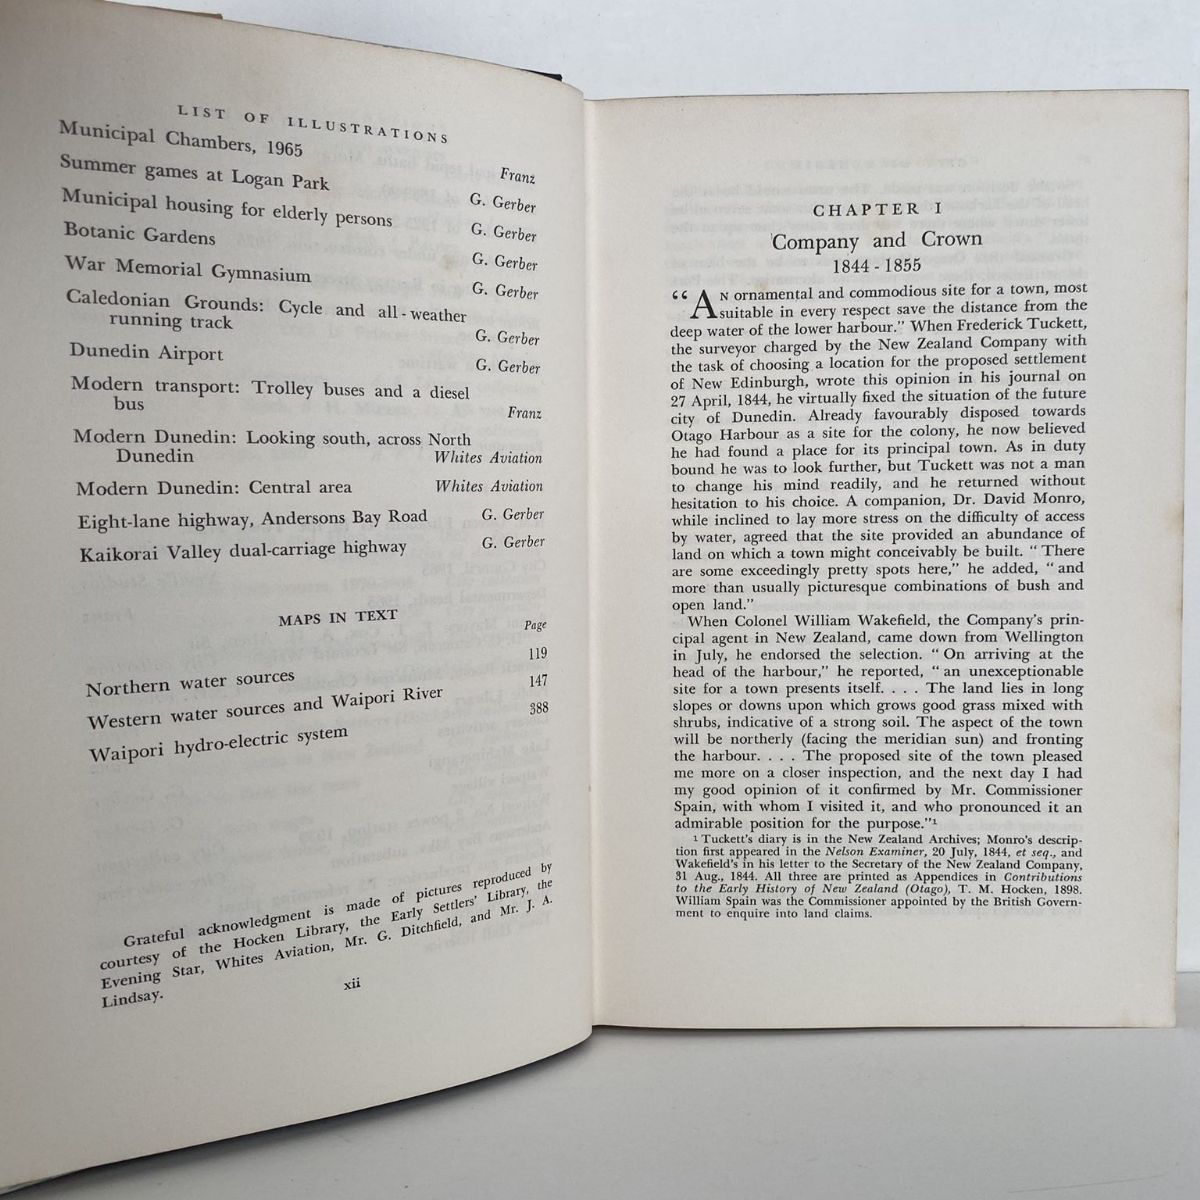 LIST OF ILLUSTRATIONS
Municipal Chambers, 1965 Franz
Summer games at Logan Park G. Gerber
Municipal housing for elderly persons G. Gerber
Botanic Gardens G. Gerber
War Memorial Gymnasium G. Gerber
Caledonian Grounds: Cycle and all-weather
running track G. Gerber
Dunedin Airport G. Gerber
Modern transport: Trolley buses and a diesel
bus Franz
Modern Dunedin: Looking south, across North
Dunedin Whites Aviation
Modern Dunedin: Central area Whites Aviation
Eight-lane highway, Andersons Bay Road G. Gerber
Kaikorai Valley dual-carriage highway G. Gerber
MAPS IN TEXT
Page
Northern water sources 119
Western water sources and Waipori River 147
Waipori hydro-electric system 388
Grateful acknowledgment is made of pictures reproduced by
courtesy of the Hocken Library, the Early Settlers' Library, the
Evening Star, Whites Aviation, Mr. G. Ditchfield, and Mr. J. A.
Lindsay.
xii
CHAPTER I
Company and Crown
1844 - 1855
“AN ornamental and commodious site for a town, most
suitable in every respect save the distance from the
deep water of the lower harbour.” When Frederick Tuckett,
the surveyor charged by the New Zealand Company with
the task of choosing a location for the proposed settlement
of New Edinburgh, wrote this opinion in his journal on
27 April, 1844, he virtually fixed the situation of the future
city of Dunedin. Already favourably disposed towards
Otago Harbour as a site for the colony, he now believed
he had found a place for its principal town. As in duty
bound he was to look further, but Tuckett was not a man
to change his mind readily, and he returned without
hesitation to his choice. A companion, Dr. David Monro,
while inclined to lay more stress on the difficulty of access
by water, agreed that the site provided an abundance of
land on which a town might conceivably be built. “There
are some exceedingly pretty spots here,” he added, “and
more than usually picturesque combinations of bush and
open land.”
When Colonel William Wakefield, the Company's prin-
cipal agent in New Zealand, came down from Wellington
in July, he endorsed the selection. “On arriving at the
head of the harbour,” he reported, “an unexceptionable
site for a town presents itself. . . . The land lies in long
slopes or downs upon which grows good grass mixed with
shrubs, indicative of a strong soil. The aspect of the town
will be northerly (facing the meridian sun) and fronting
the harbour. . . . The proposed site of the town pleased
me more on a closer inspection, and the next day I had
my good opinion of it confirmed by Mr. Commissioner
Spain, with whom I visited it, and who pronounced it an
admirable position for the purpose.”1
1 Tuckett's diary is in the New Zealand Archives; Monro's descrip-
tion first appeared in the Nelson Examiner, 20 July, 1844, et seq., and
Wakefield's in his letter to the Secretary of the New Zealand Company,
31 Aug., 1844. All three are printed as Appendices in Contributions
to the Early History of New Zealand (Otago), T. M. Hocken, 1898.
William Spain was the Commissioner appointed by the British Govern-
ment to enquire into land claims.